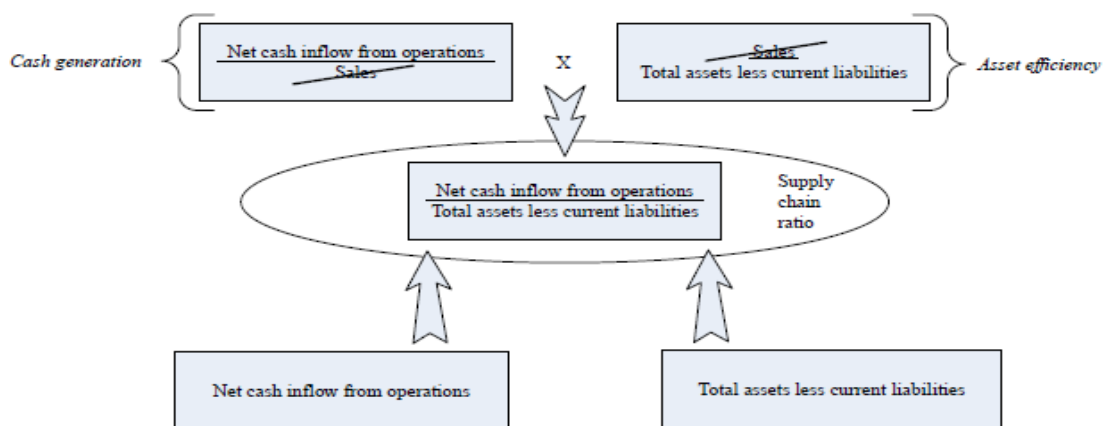 Cash generation
Net cash inflow from operations
Sales
X
Sales
Total assets less current liabilities
Asset efficiency
Net cash inflow from operations
Total assets less current liabilities
Supply
chain
ratio
Net cash inflow from operations
Total assets less current liabilities